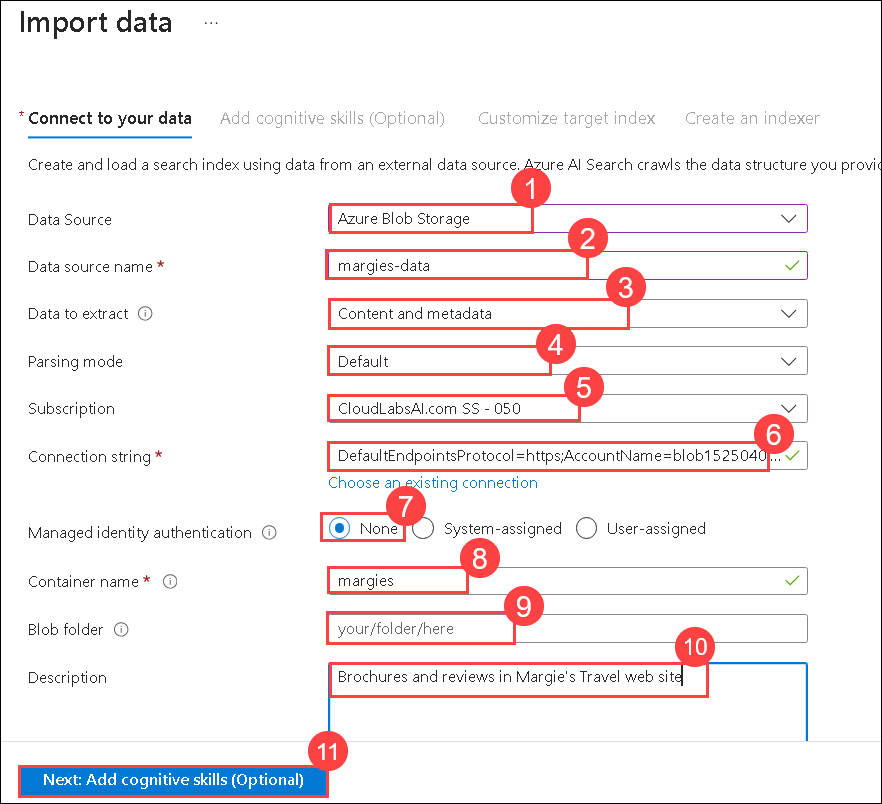 Import data ...
* Connect to your data Add cognitive skills (Optional) Customize target index Create an indexer
Create and load a search index using data from an external data source. Azure AI Search crawls the data structure you provid
1
Data Source Azure Blob Storage
2
Data source name * margies-data
3
Data to extract Content and metadata
4
Parsing mode Default
5
Subscription CloudLabsAI.com SS - 050
6
Connection string * DefaultEndpointsProtocol=https;AccountName=blob1525040...
Choose an existing connection
7
Managed identity authentication None System-assigned User-assigned
8
Container name * margies
9
Blob folder your/folder/here
10
Description Brochures and reviews in Margie's Travel web site
11
Next: Add cognitive skills (Optional)